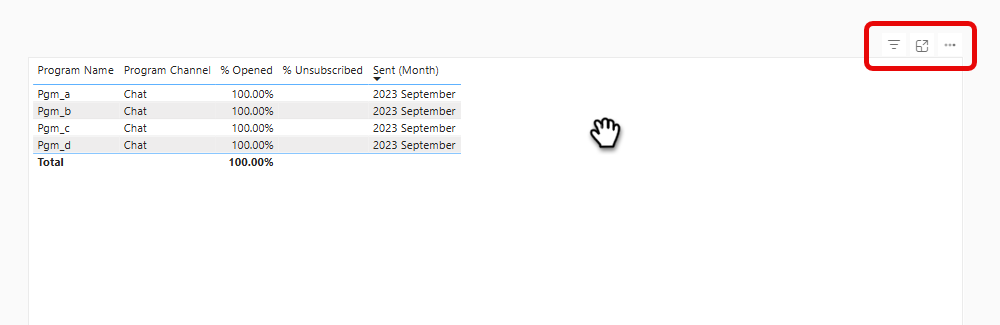 Program Name Program Channel % Opened % Unsubscribed Sent (Month)
Pgm_a Chat 100.00% 2023 September
Pgm_b Chat 100.00% 2023 September
Pgm_c Chat 100.00% 2023 September
Pgm_d Chat 100.00% 2023 September
Total 100.00%